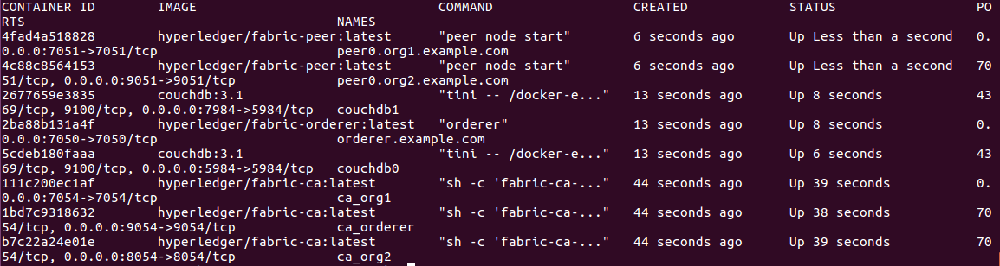 CONTAINER ID        IMAGE                               COMMAND                  CREATED             STATUS                  PO
RTS                                          NAMES
4fad4a518828        hyperledger/fabric-peer:latest      "peer node start"        6 seconds ago       Up Less than a second   0.
0.0.0:7051->7051/tcp                         peer0.org1.example.com
4c88c8564153        hyperledger/fabric-peer:latest      "peer node start"        6 seconds ago       Up Less than a second   70
51/tcp, 0.0.0.0:9051->9051/tcp               peer0.org2.example.com
2677659e3835        couchdb:3.1                         "tini -- /docker-e..."   13 seconds ago      Up 8 seconds            43
69/tcp, 9100/tcp, 0.0.0.0:7984->5984/tcp   couchdb1
2ba88b131a4f        hyperledger/fabric-orderer:latest   "orderer"                13 seconds ago      Up 8 seconds            0.
0.0.0:7050->7050/tcp                         orderer.example.com
5cdeb180faaa        couchdb:3.1                         "tini -- /docker-e..."   13 seconds ago      Up 6 seconds            43
69/tcp, 9100/tcp, 0.0.0.0:5984->5984/tcp   couchdb0
111c200ec1af        hyperledger/fabric-ca:latest        "sh -c 'fabric-ca-..."   44 seconds ago      Up 39 seconds           0.
0.0.0:7054->7054/tcp                         ca_org1
1bd7c9318632        hyperledger/fabric-ca:latest        "sh -c 'fabric-ca-..."   44 seconds ago      Up 38 seconds           70
54/tcp, 0.0.0.0:9054->9054/tcp               ca_orderer
b7c22a24e01e        hyperledger/fabric-ca:latest        "sh -c 'fabric-ca-..."   44 seconds ago      Up 39 seconds           70
54/tcp, 0.0.0.0:8054->8054/tcp               ca_org2